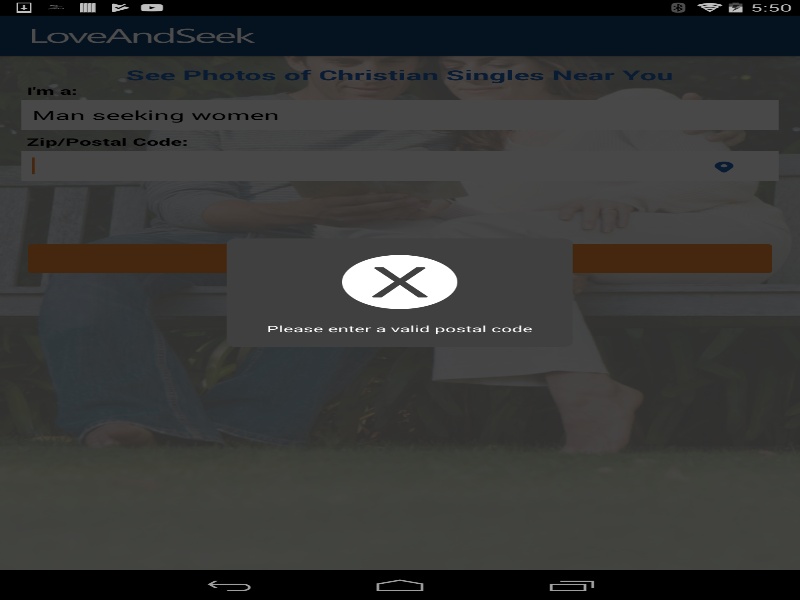 5:50
LoveAndSeek
See Photos of Christian Singles Near You
I'm a:
Man seeking women
Zip/Postal Code:
X
Please enter a valid postal code